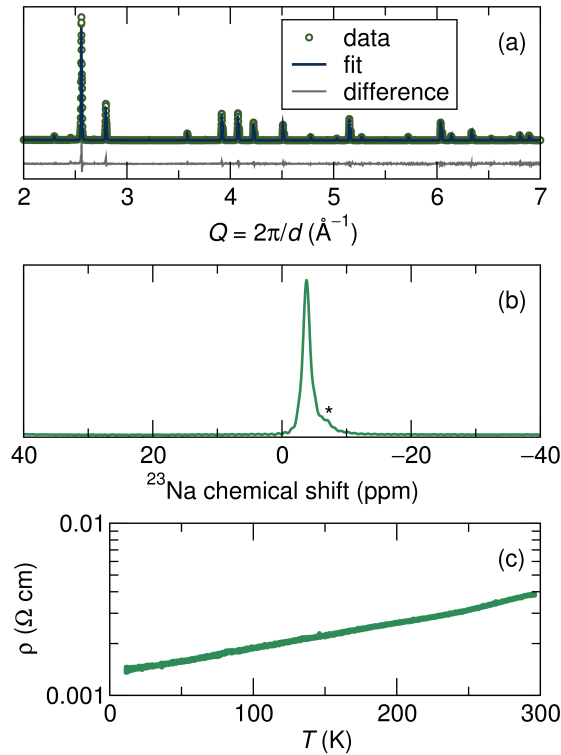 (a)
data
fit
difference
2 3 4 5 6 7
Q = 2π/d (Å⁻¹)
(b)
*
40 20 0 −20 −40
²³Na chemical shift (ppm)
0.01
(c)
ρ (Ω cm)
0.001
0 100 200 300
T (K)